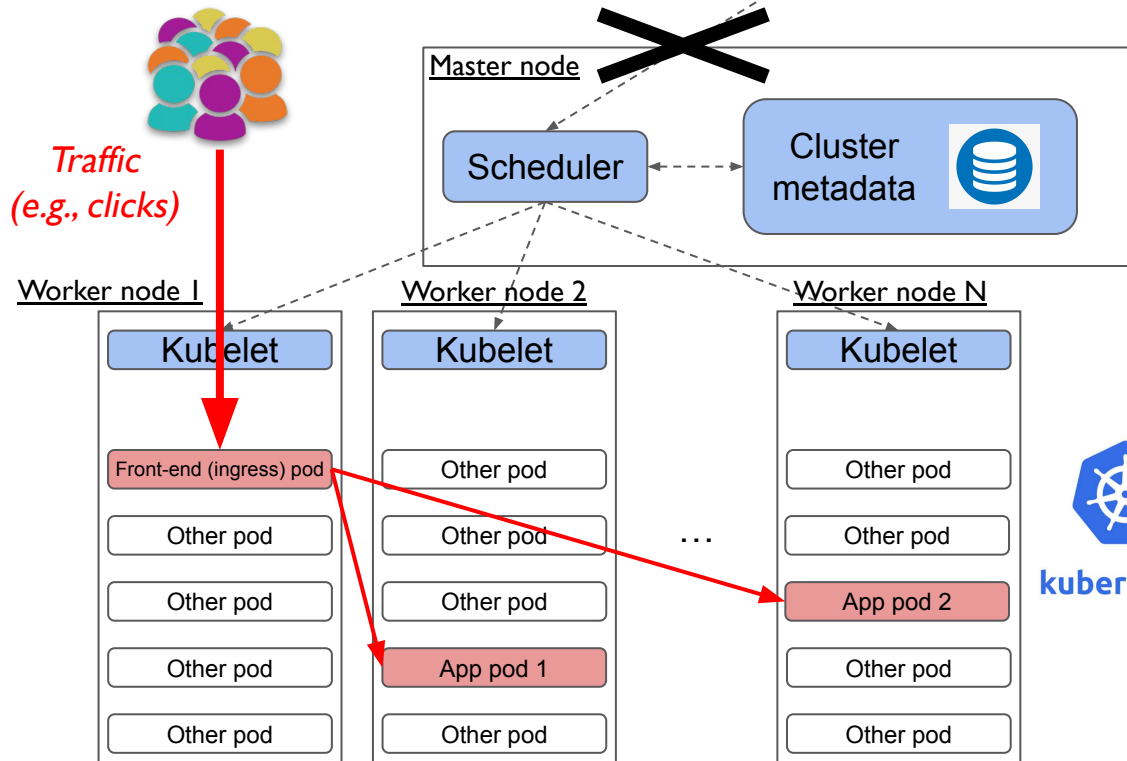 Master node
Scheduler
Cluster
metadata
Traffic
(e.g., clicks)
Worker node 1
Worker node 2
Worker node N
Kubelet
Kubelet
Kubelet
Front-end (ingress) pod
Other pod
Other pod
Other pod
Other pod
Other pod
...
Other pod
Other pod
Other pod
App pod 2
kuber
Other pod
App pod 1
Other pod
Other pod
Other pod
Other pod